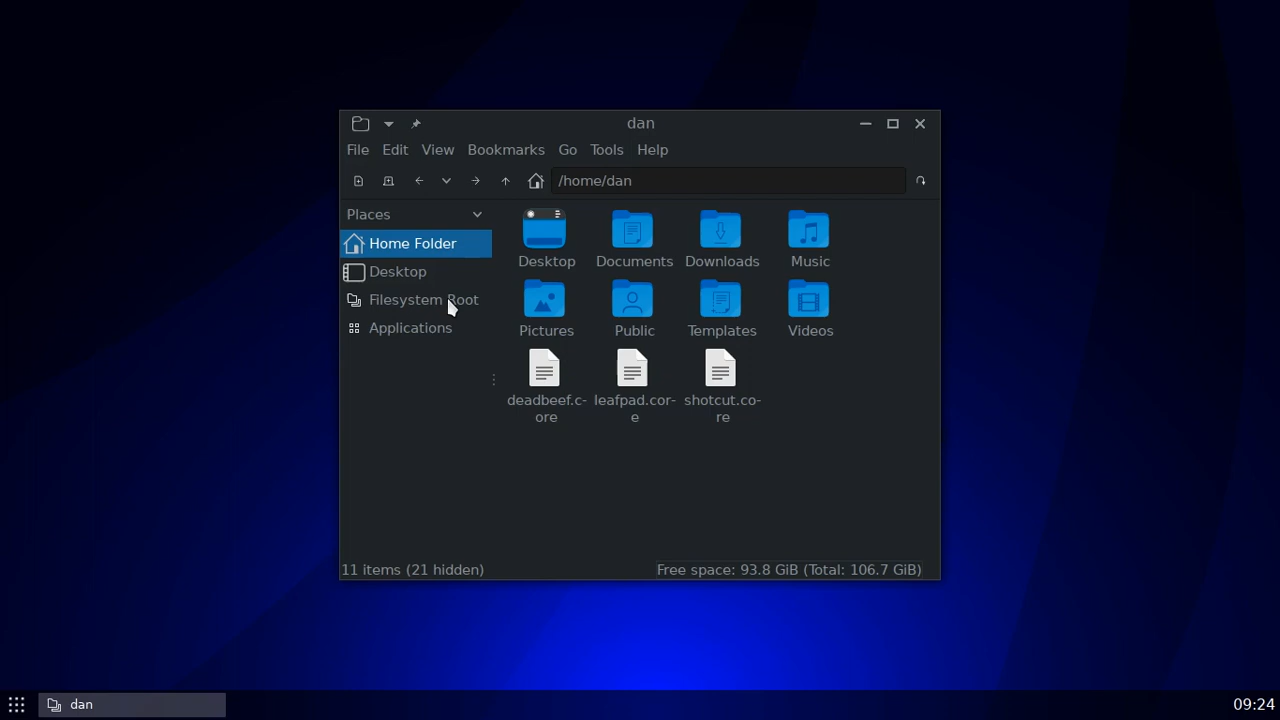 dan
File Edit View Bookmarks Go Tools Help
/home/dan
Places
Home Folder
Desktop
Filesystem Root
Applications
Desktop Documents Downloads Music
Pictures Public Templates Videos
deadbeef.c-
ore
leafpad.cor-
e
shotcut.co-
re
11 items (21 hidden)
Free space: 93.8 GiB (Total: 106.7 GiB)
dan
09:24